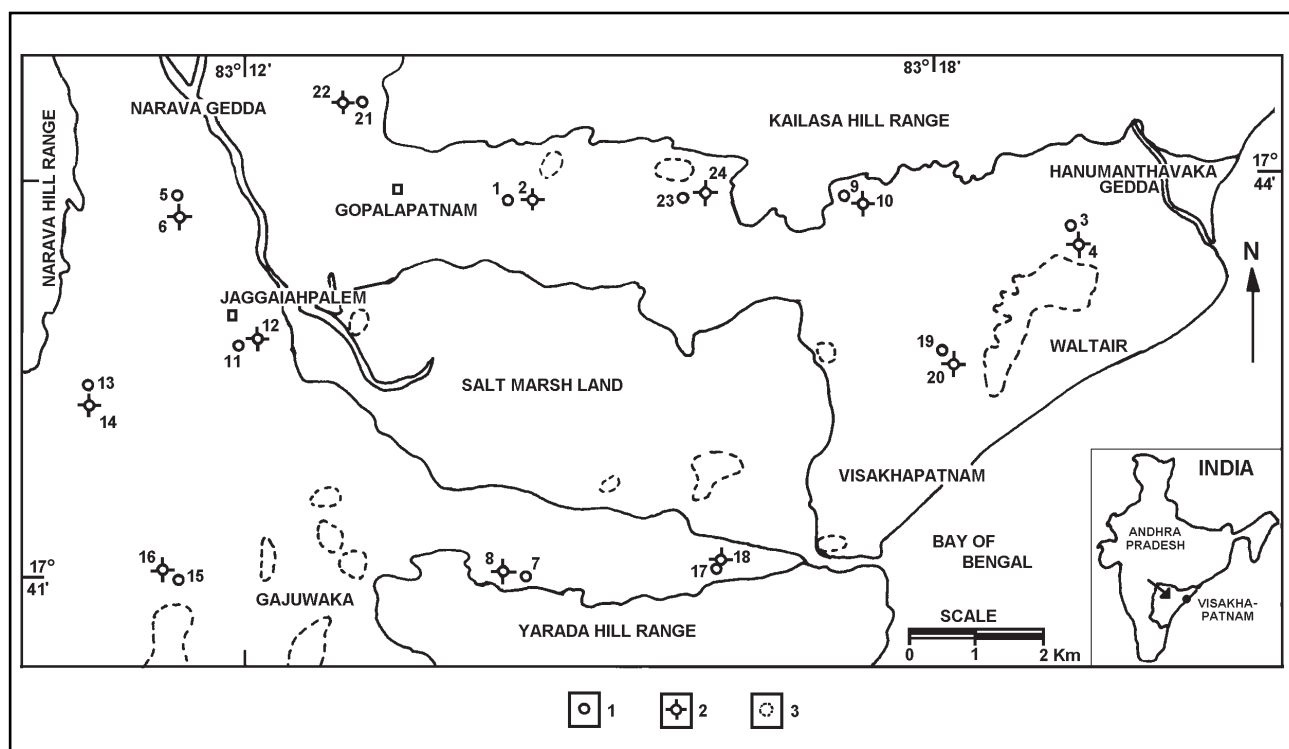 83° 12'
83° 18'
NARAVA GEDDA
22
21
KAILASA HILL RANGE
NARAVA HILL RANGE
HANUMANTHAVAKA
GEDDA
17°
44'
5
6
GOPALAPATNAM
1
2
23
24
9
10
3
4
N
JAGGAIAHPALEM
12
11
19
20
WALTAIR
13
14
SALT MARSH LAND
VISAKHAPATNAM
INDIA
ANDHRA
PRADESH
VISAKHA-
PATNAM
BAY OF
BENGAL
17°
41'
16
15
GAJUWAKA
8
7
17
18
YARADA HILL RANGE
SCALE
0 1 2 Km
1
2
3